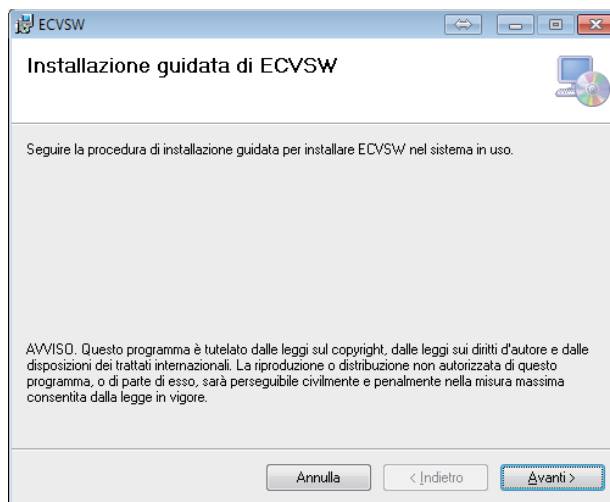 ECVSW
Installazione guidata di ECVSW
Seguire la procedura di installazione guidata per installare ECVSW nel sistema in uso.
AVVISO. Questo programma è tutelato dalle leggi sul copyright, dalle leggi sui diritti d'autore e dalle
disposizioni dei trattati internazionali. La riproduzione o distribuzione non autorizzata di questo
programma, o di parte di esso, sarà perseguibile civilmente e penalmente nella misura massima
consentita dalla legge in vigore.
Annulla < Indietro Avanti >